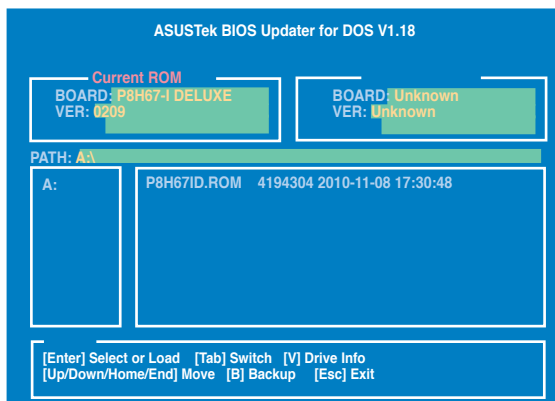 ASUSTek BIOS Updater for DOS V1.18
Current ROM
BOARD: P8H67-I DELUXE
VER: 0209
BOARD: Unknown
VER: Unknown
PATH: A:\
A:
P8H67ID.ROM 4194304 2010-11-08 17:30:48
[Enter] Select or Load [Tab] Switch [V] Drive Info
[Up/Down/Home/End] Move [B] Backup [Esc] Exit